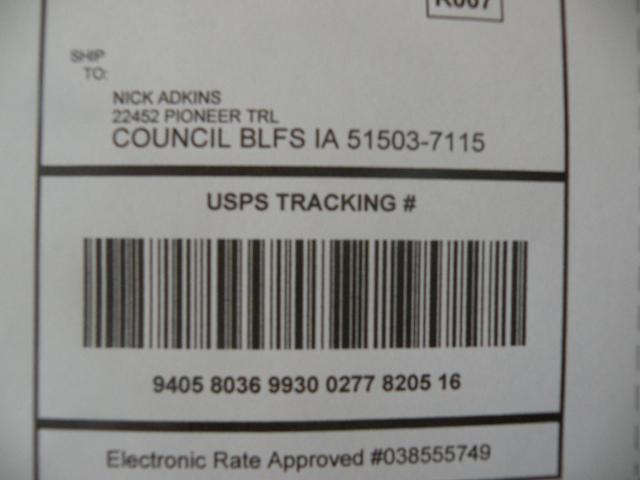 R007
SHIP
TO:
NICK ADKINS
22452 PIONEER TRL
COUNCIL BLFS IA 51503-7115
USPS TRACKING #
9405 8036 9930 0277 8205 16
Electronic Rate Approved #038555749